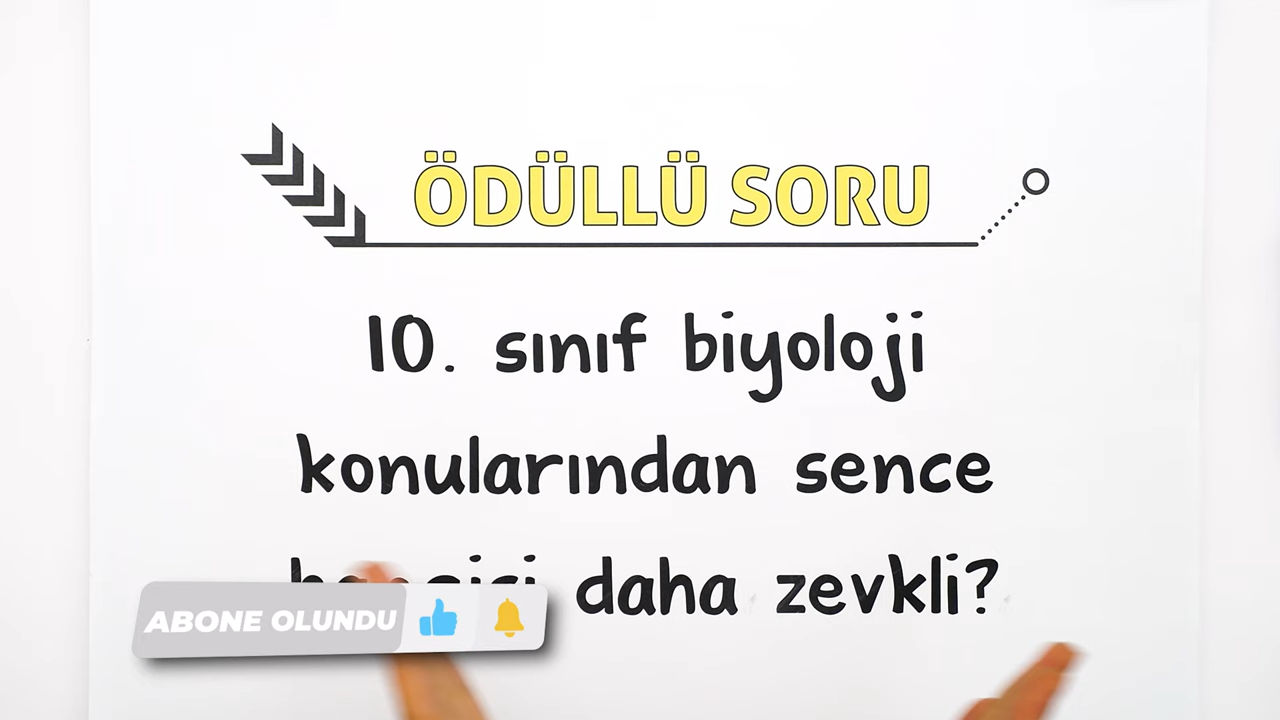 ÖDÜLLÜ SORU
10. sınıf biyoloji
konularından sence
daha zevkli?
ABONE OLUNDU